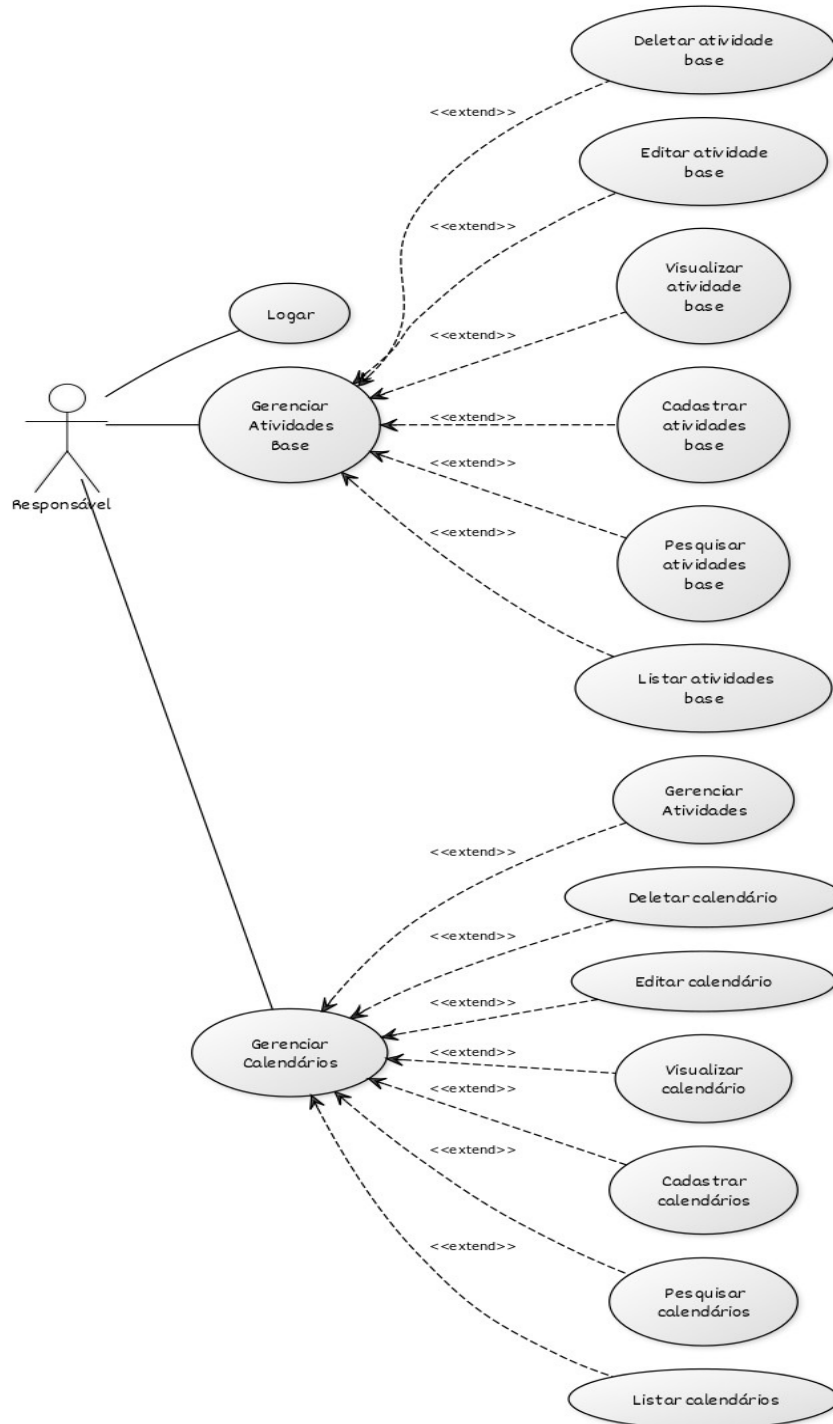 Deletar atividade
base
<<extend>>
Editar atividade
base
<<extend>>
Visualizar
atividade
base
Logar
<<extend>>
Gerenciar
Atividades
Base
<<extend>>
Cadastrar
atividades
base
Responsável
<<extend>>
Pesquisar
atividades
base
<<extend>>
Listar atividades
base
Gerenciar
Atividades
<<extend>>
Deletar calendário
<<extend>>
Editar calendário
<<extend>>
Gerenciar
Calendários
<<extend>>
Visualizar
calendário
<<extend>>
Cadastrar
calendários
<<extend>>
Pesquisar
calendários
<<extend>>
Listar calendários